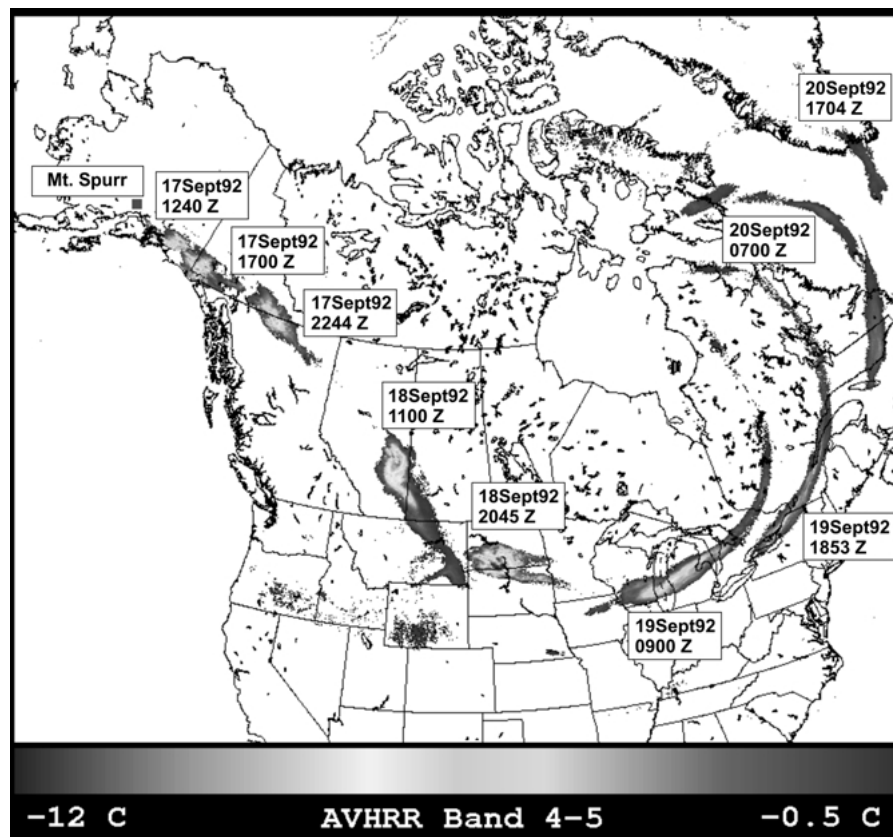 20Sept92
1704 Z
Mt. Spurr
17Sept92
1240 Z
17Sept92
1700 Z
20Sept92
0700 Z
17Sept92
2244 Z
18Sept92
1100 Z
18Sept92
2045 Z
19Sept92
1853 Z
19Sept92
0900 Z
−12 C AVHRR Band 4−5 −0.5 C